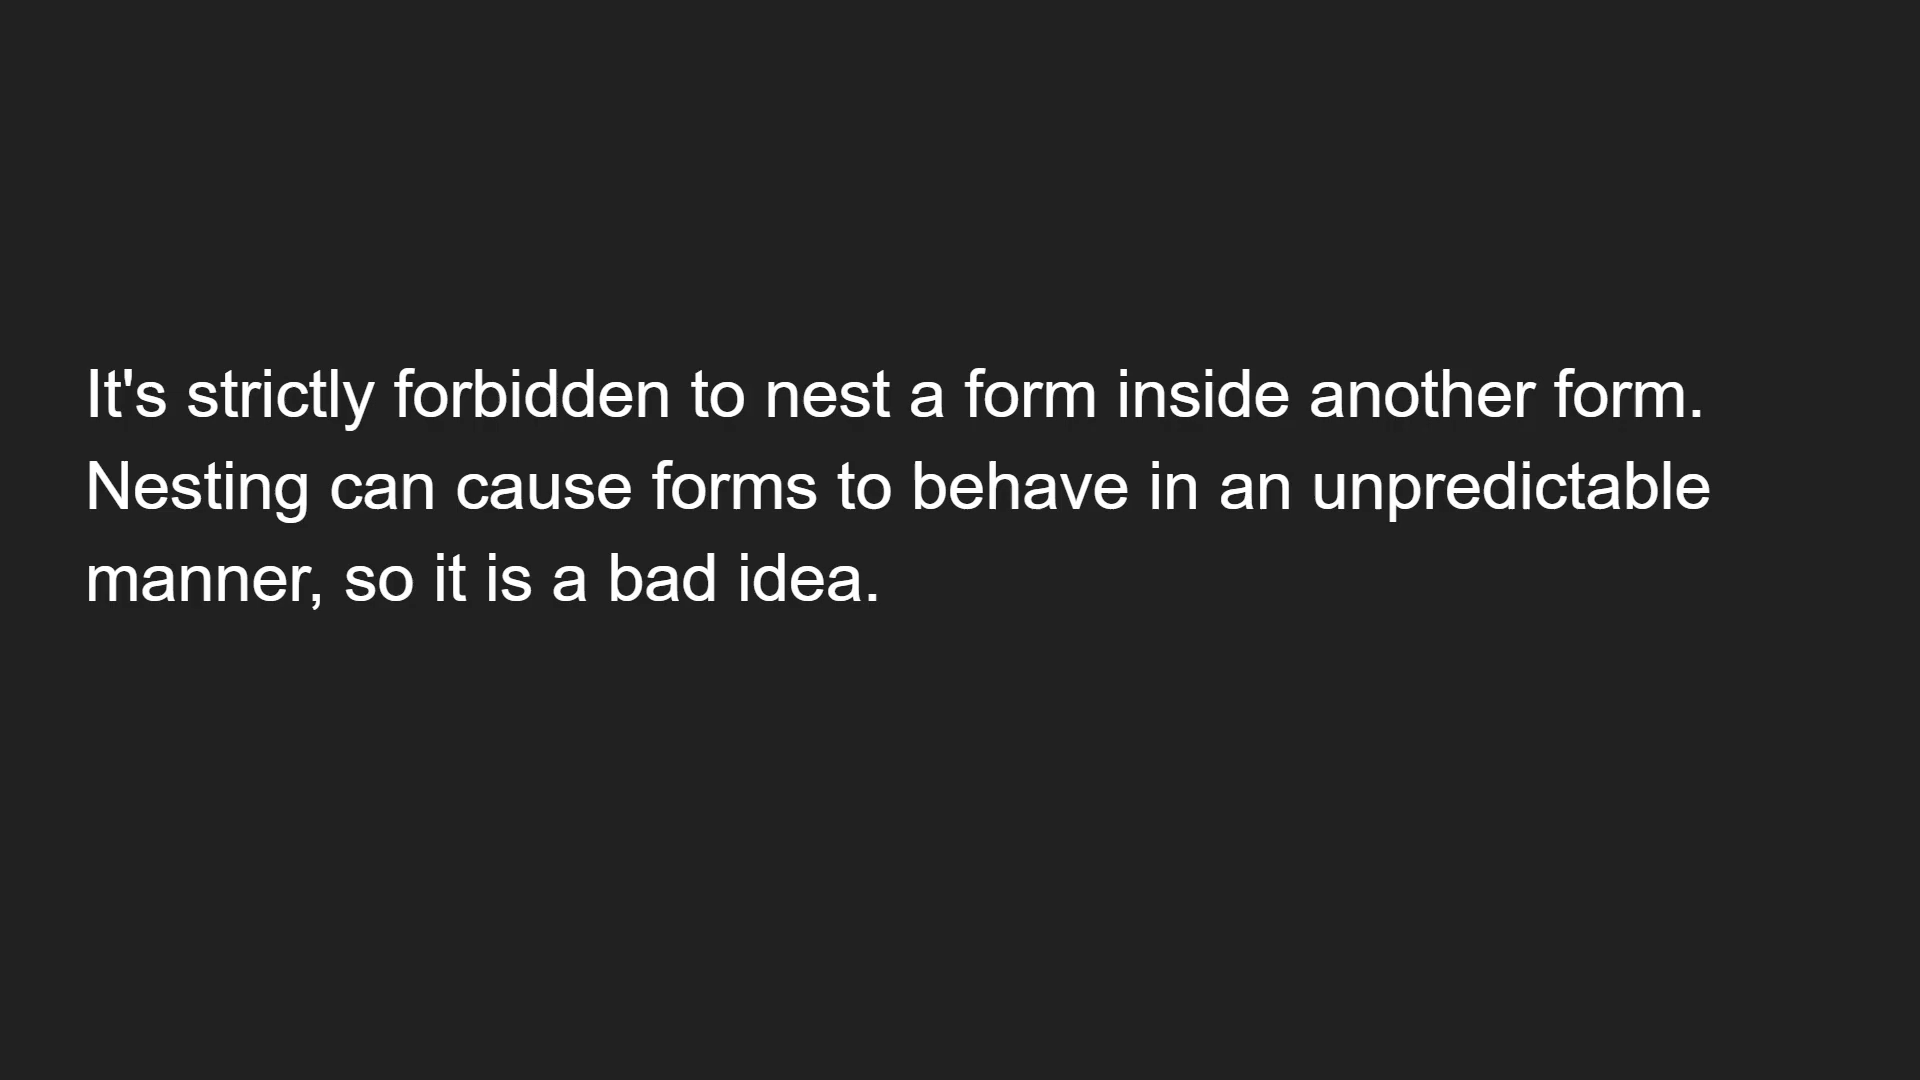 It's strictly forbidden to nest a form inside another form.
Nesting can cause forms to behave in an unpredictable
manner, so it is a bad idea.